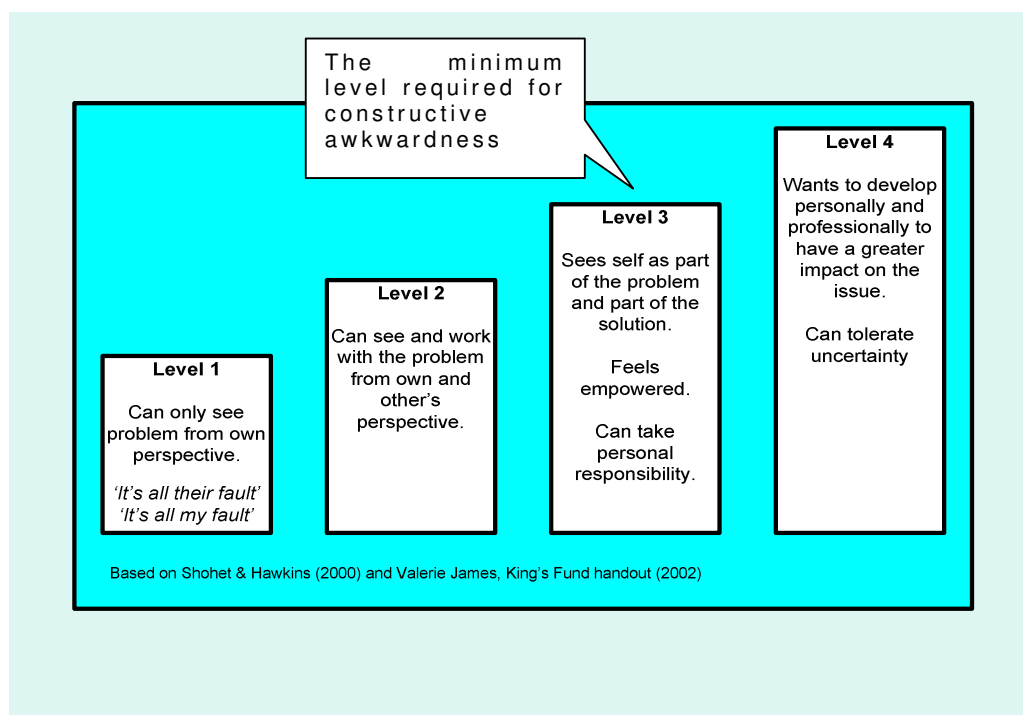 The minimum
level required for
constructive
awkwardness
Level 1
Can only see
problem from own
perspective.
‘It’s all their fault’
‘It’s all my fault’
Level 2
Can see and work
with the problem
from own and
other’s
perspective.
Level 3
Sees self as part
of the problem
and part of the
solution.
Feels
empowered.
Can take
personal
responsibility.
Level 4
Wants to develop
personally and
professionally to
have a greater
impact on the
issue.
Can tolerate
uncertainty
Based on Shohet & Hawkins (2000) and Valerie James, King’s Fund handout (2002)